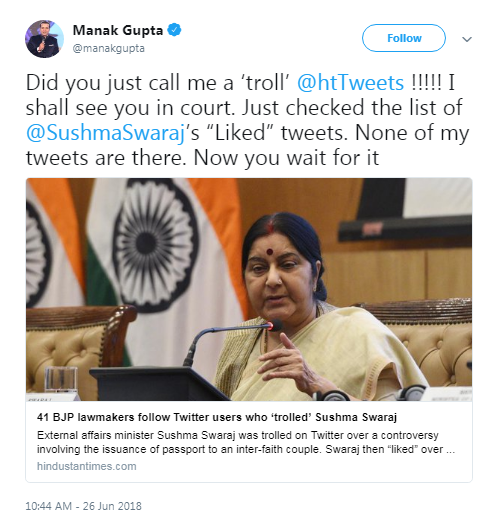 Manak Gupta
@manakgupta
Follow
Did you just call me a ‘troll’ @htTweets !!!!! I
shall see you in court. Just checked the list of
@SushmaSwaraj’s “Liked” tweets. None of my
tweets are there. Now you wait for it
41 BJP lawmakers follow Twitter users who ‘trolled’ Sushma Swaraj
External affairs minister Sushma Swaraj was trolled on Twitter over a controversy
involving the issuance of passport to an inter-faith couple. Swaraj then “liked” over ...
hindustantimes.com
10:44 AM - 26 Jun 2018